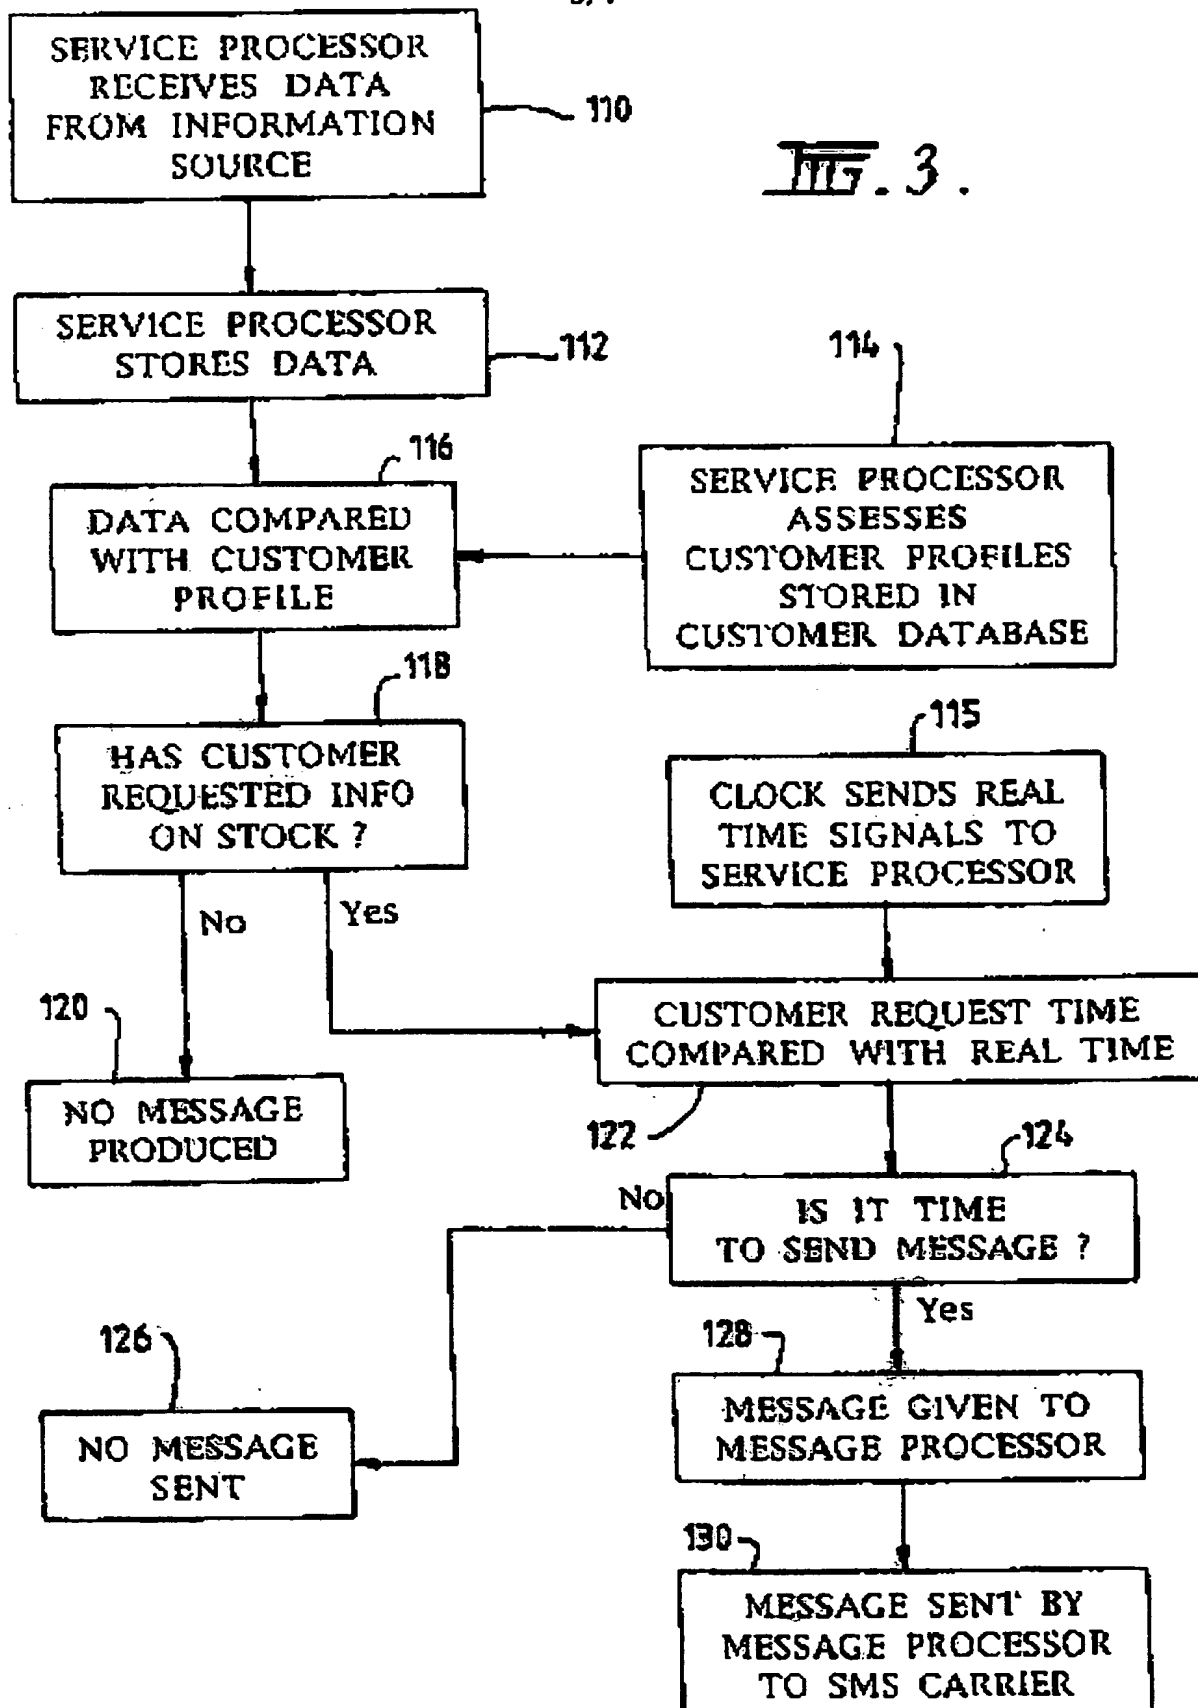 SERVICE PROCESSOR
RECEIVES DATA
FROM INFORMATION
SOURCE
110
FIG. 3.
SERVICE PROCESSOR
STORES DATA
112
114
116
DATA COMPARED
WITH CUSTOMER
PROFILE
SERVICE PROCESSOR
ASSESSES
CUSTOMER PROFILES
STORED IN
CUSTOMER DATABASE
118
HAS CUSTOMER
REQUESTED INFO
ON STOCK ?
115
CLOCK SENDS REAL
TIME SIGNALS TO
SERVICE PROCESSOR
No
Yes
120
NO MESSAGE
PRODUCED
CUSTOMER REQUEST TIME
COMPARED WITH REAL TIME
122
124
No
IS IT TIME
TO SEND MESSAGE ?
Yes
126
NO MESSAGE
SENT
128
MESSAGE GIVEN TO
MESSAGE PROCESSOR
130
MESSAGE SENT BY
MESSAGE PROCESSOR
TO SMS CARRIER